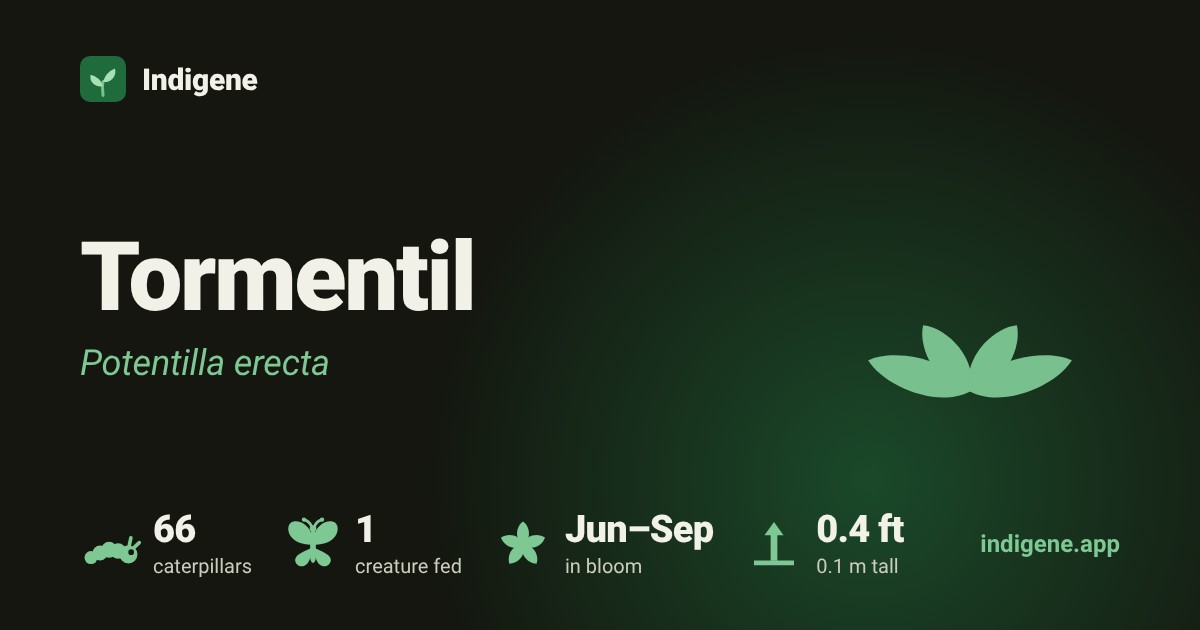 Indigene
Tormentil
Potentilla erecta
66
caterpillars
1
creature fed
Jun–Sep
in bloom
0.4 ft
0.1 m tall
indigene.app